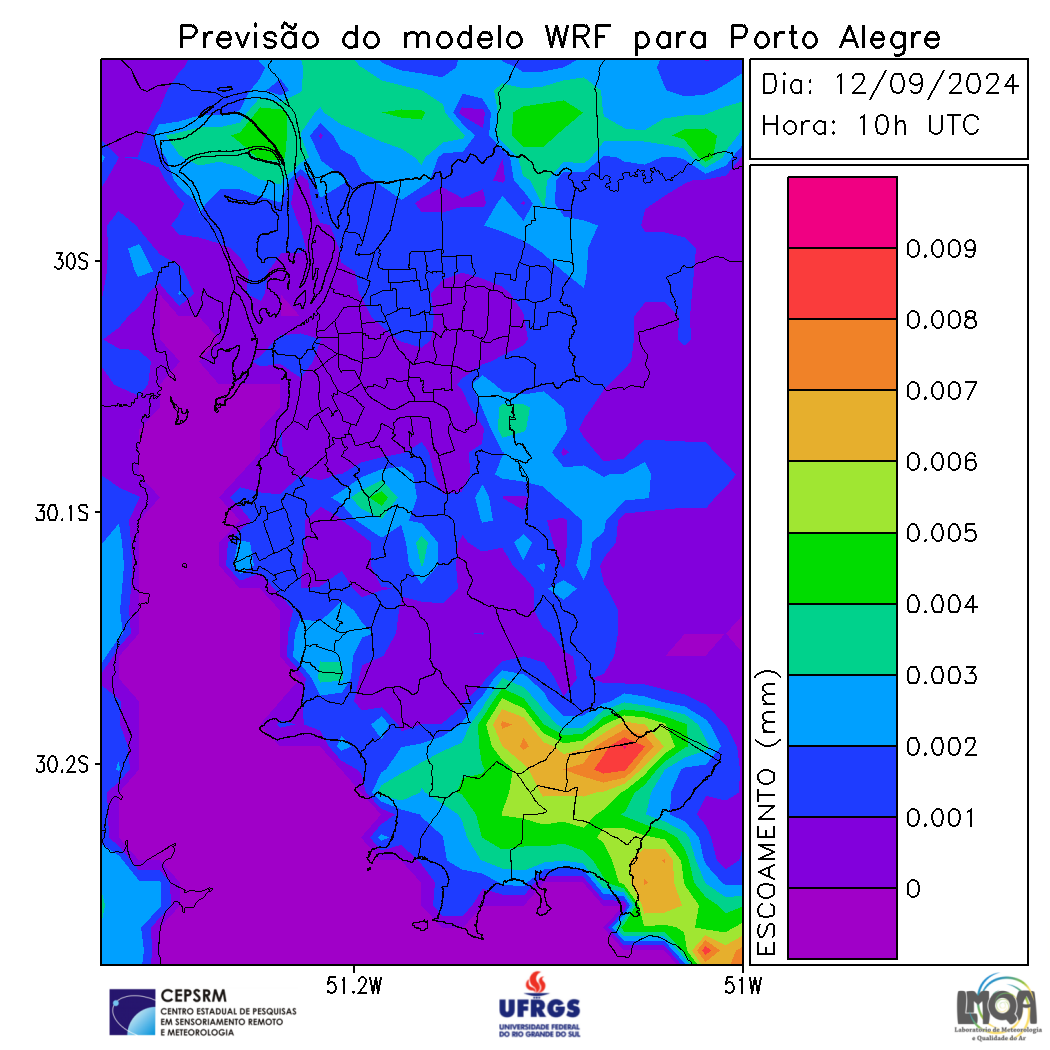 Previsão do modelo WRF para Porto Alegre
Dia: 12/09/2024
Hora: 10h UTC
30S
30.1S
30.2S
51.2W
51W
ESCOAMENTO (mm)
0.009
0.008
0.007
0.006
0.005
0.004
0.003
0.002
0.001
0
CEPSRM
CENTRO ESTADUAL DE PESQUISAS
EM SENSORIAMENTO REMOTO
E METEOROLOGIA
UFRGS
UNIVERSIDADE FEDERAL
DO RIO GRANDE DO SUL
LMQA
Laboratório de Meteorologia
e Qualidade do Ar